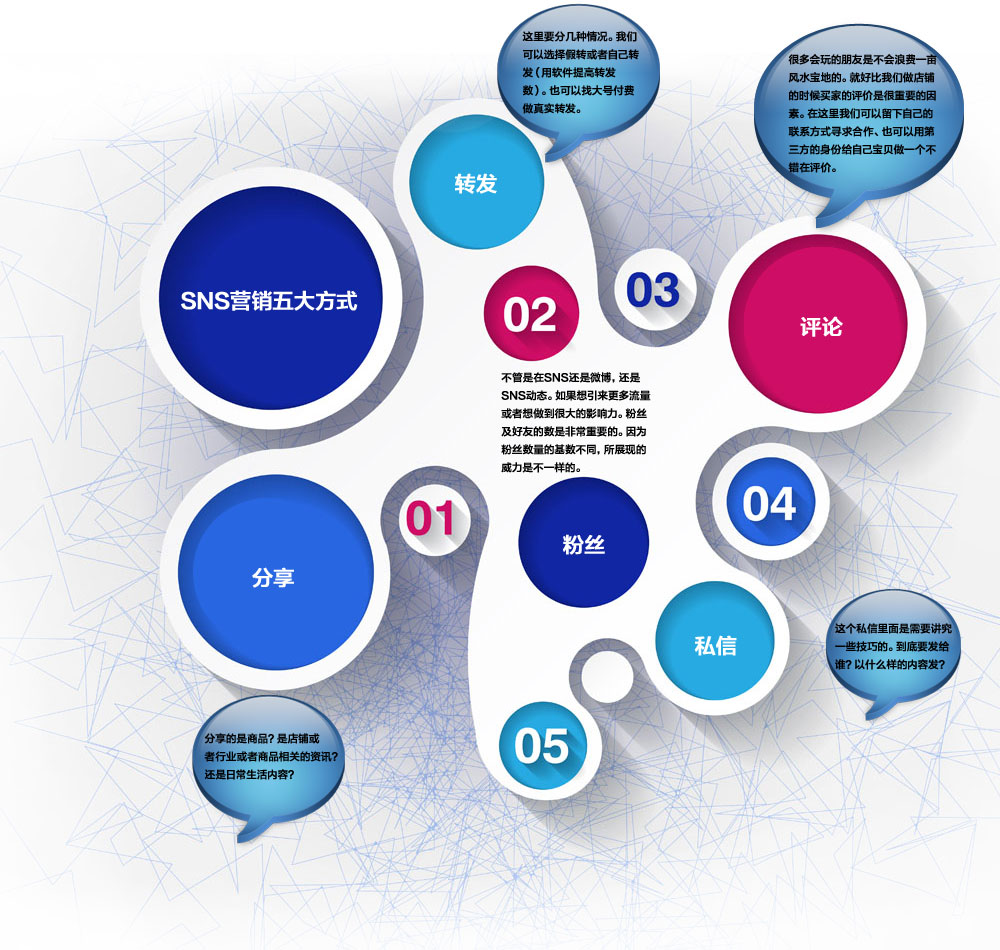 SNS营销五大方式
这里要分几种情况。我们
可以选择假转或者自己转
发（用软件提高转发
数）。也可以找大号付费
做真实转发。
转发
02
很多会玩的朋友是不会浪费一亩
风水宝地的。就好比我们做店铺
的时候买家的评价是很重要的因
素。在这里我们可以留下自己的
联系方式寻求合作、也可以用第
三方的身份给自己宝贝做一个不
错在评价。
03
评论
不管是在SNS还是微博，还是
SNS动态。如果想引来更多流量
或者想做到很大的影响力。粉丝
及好友的数是非常重要的。因为
粉丝数量的基数不同，所展现的
威力是不一样的。
01
分享
分享的是商品？是店铺或
者行业或者商品相关的资讯？
还是日常生活内容？
粉丝
04
私信
这个私信里面是需要讲究
一些技巧的。到底要发给
谁？以什么样的内容发？
05